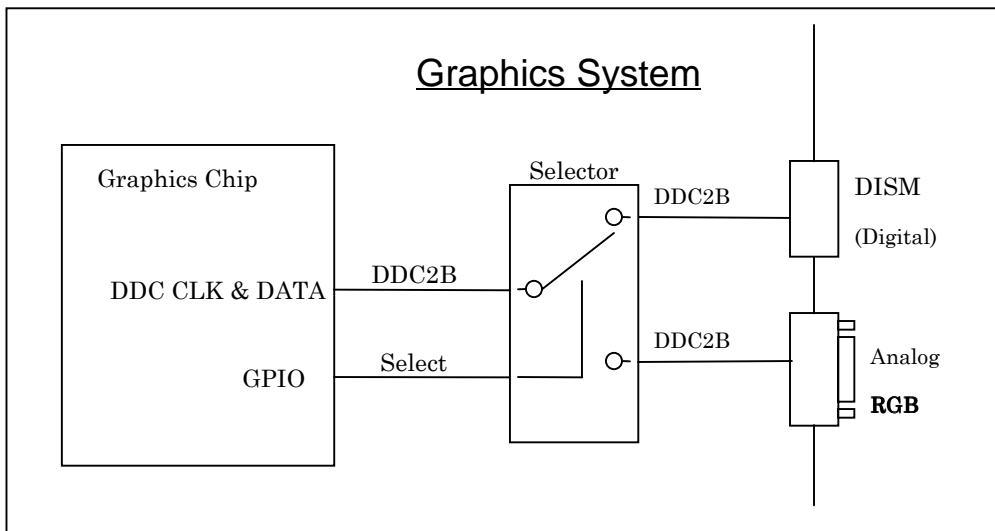 Graphics System
Graphics Chip
Selector
DDC2B
DISM
(Digital)
DDC CLK & DATA
DDC2B
DDC2B
Analog
GPIO
Select
RGB